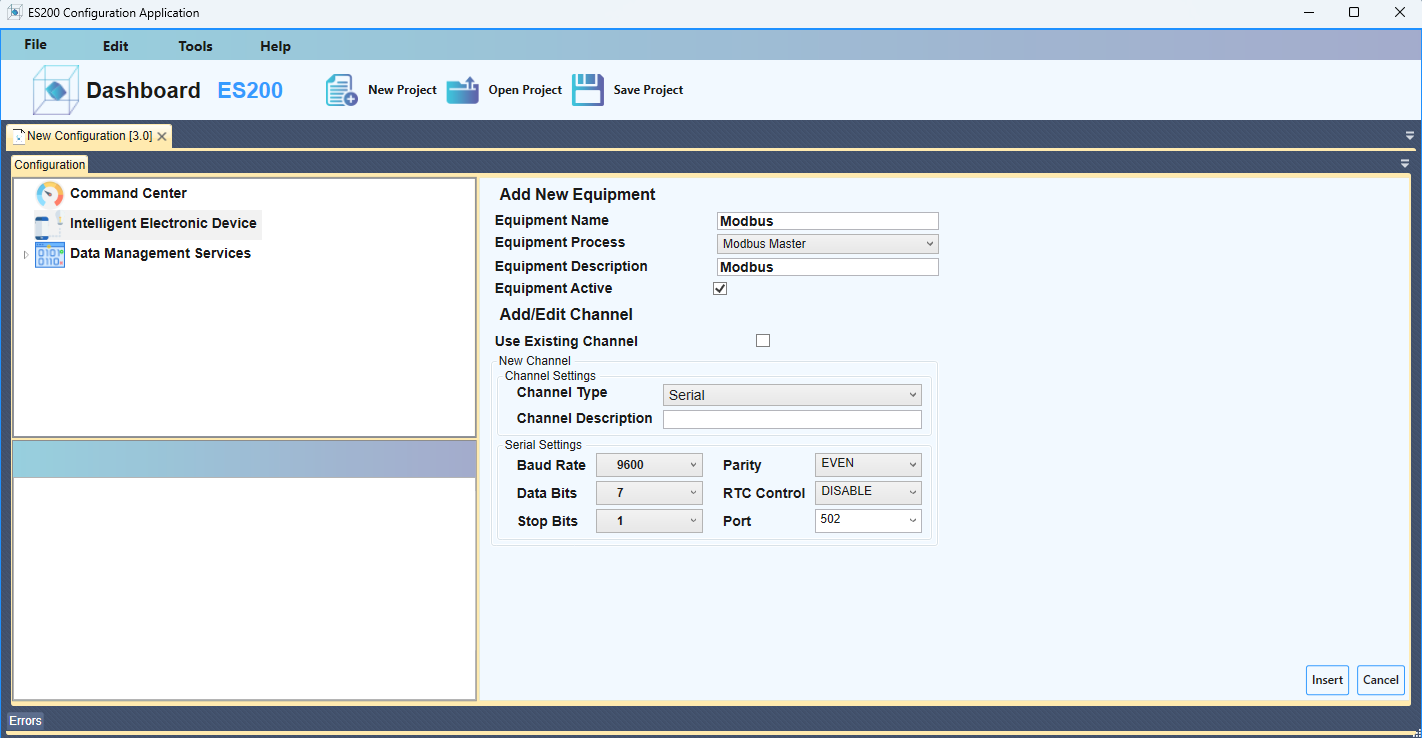 ES200 Configuration Application
File Edit Tools Help
Dashboard ES200 New Project Open Project Save Project
New Configuration [3.0]
Configuration
Command Center
Intelligent Electronic Device
Data Management Services
Add New Equipment
Equipment Name Modbus
Equipment Process Modbus Master
Equipment Description Modbus
Equipment Active
Add/Edit Channel
Use Existing Channel
New Channel
Channel Settings
Channel Type Serial
Channel Description
Serial Settings
Baud Rate 9600 Parity EVEN
Data Bits 7 RTC Control DISABLE
Stop Bits 1 Port 502
Insert Cancel
Errors